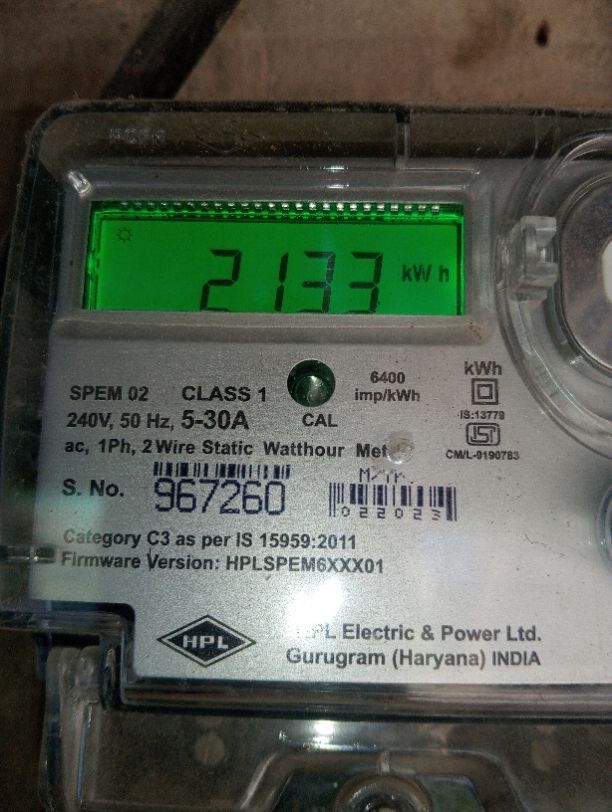 2133 kWh
SPEM 02 CLASS 1 6400 imp/kWh kWh
240V, 50 Hz, 5-30A CAL IS:13779
ac, 1Ph, 2 Wire Static Watthour CM/L-9190783
S. No. 967260 M/YR. 022023
Category C3 as per IS 15959:2011
Firmware Version: HPLSPEM6XXX01
HPL
Electric & Power Ltd.
Gurugram (Haryana) INDIA